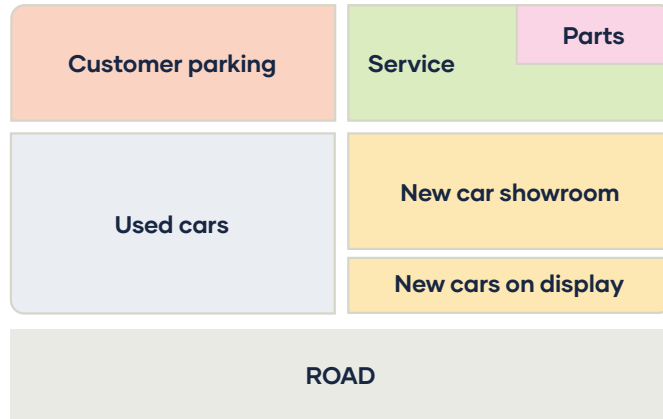 Customer parking
Service
Parts
Used cars
New car showroom
New cars on display
ROAD